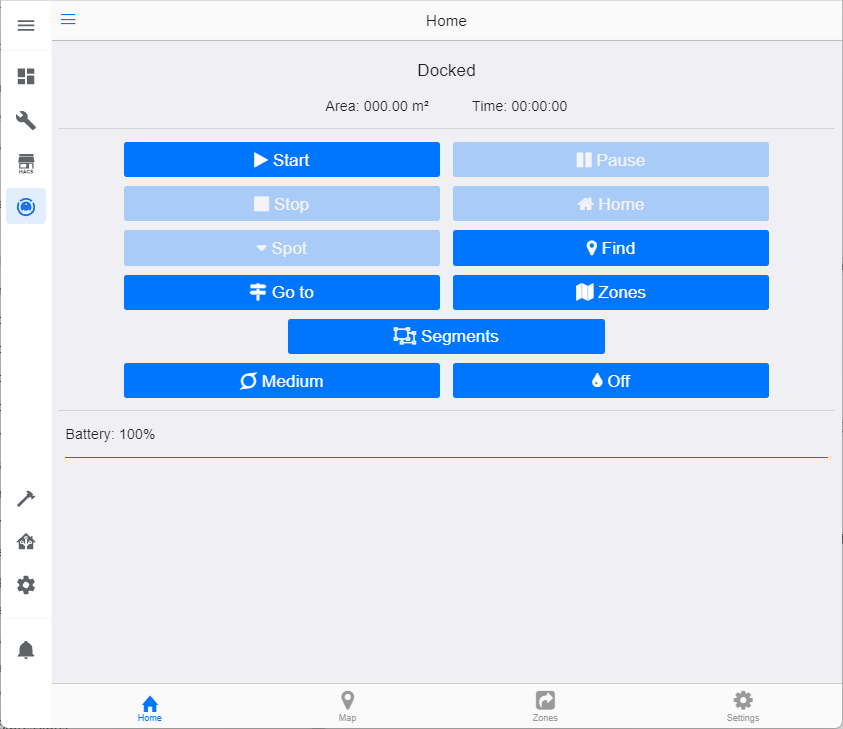 Home
Docked
Area: 000.00 m² Time: 00:00:00
Start Pause
Stop Home
Spot Find
Go to Zones
Segments
Medium Off
Battery: 100%
HACS
Home Map Zones Settings